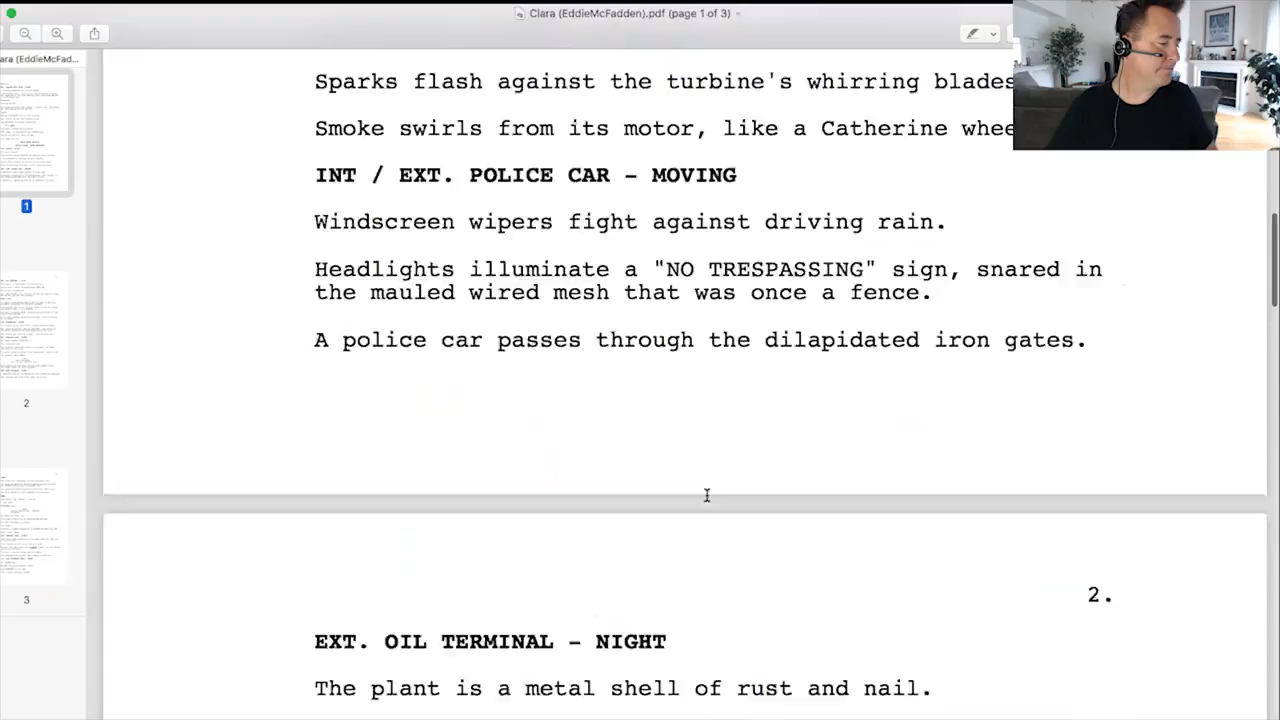 Clara (EddieMcFadden).pdf (page 1 of 3)
ara (EddieMcFad...
Sparks flash against the turbine's whirring blades
Smoke swirls from its motor, like a Catherine whee
INT / EXT. POLICE CAR - MOVING
Windscreen wipers fight against driving rain.
Headlights illuminate a "NO TRESPASSING" sign, snared in
the mauled wired mesh that was once a fence.
A police car passes through the dilapidated iron gates.
1
2
3
2.
EXT. OIL TERMINAL - NIGHT
The plant is a metal shell of rust and nail.